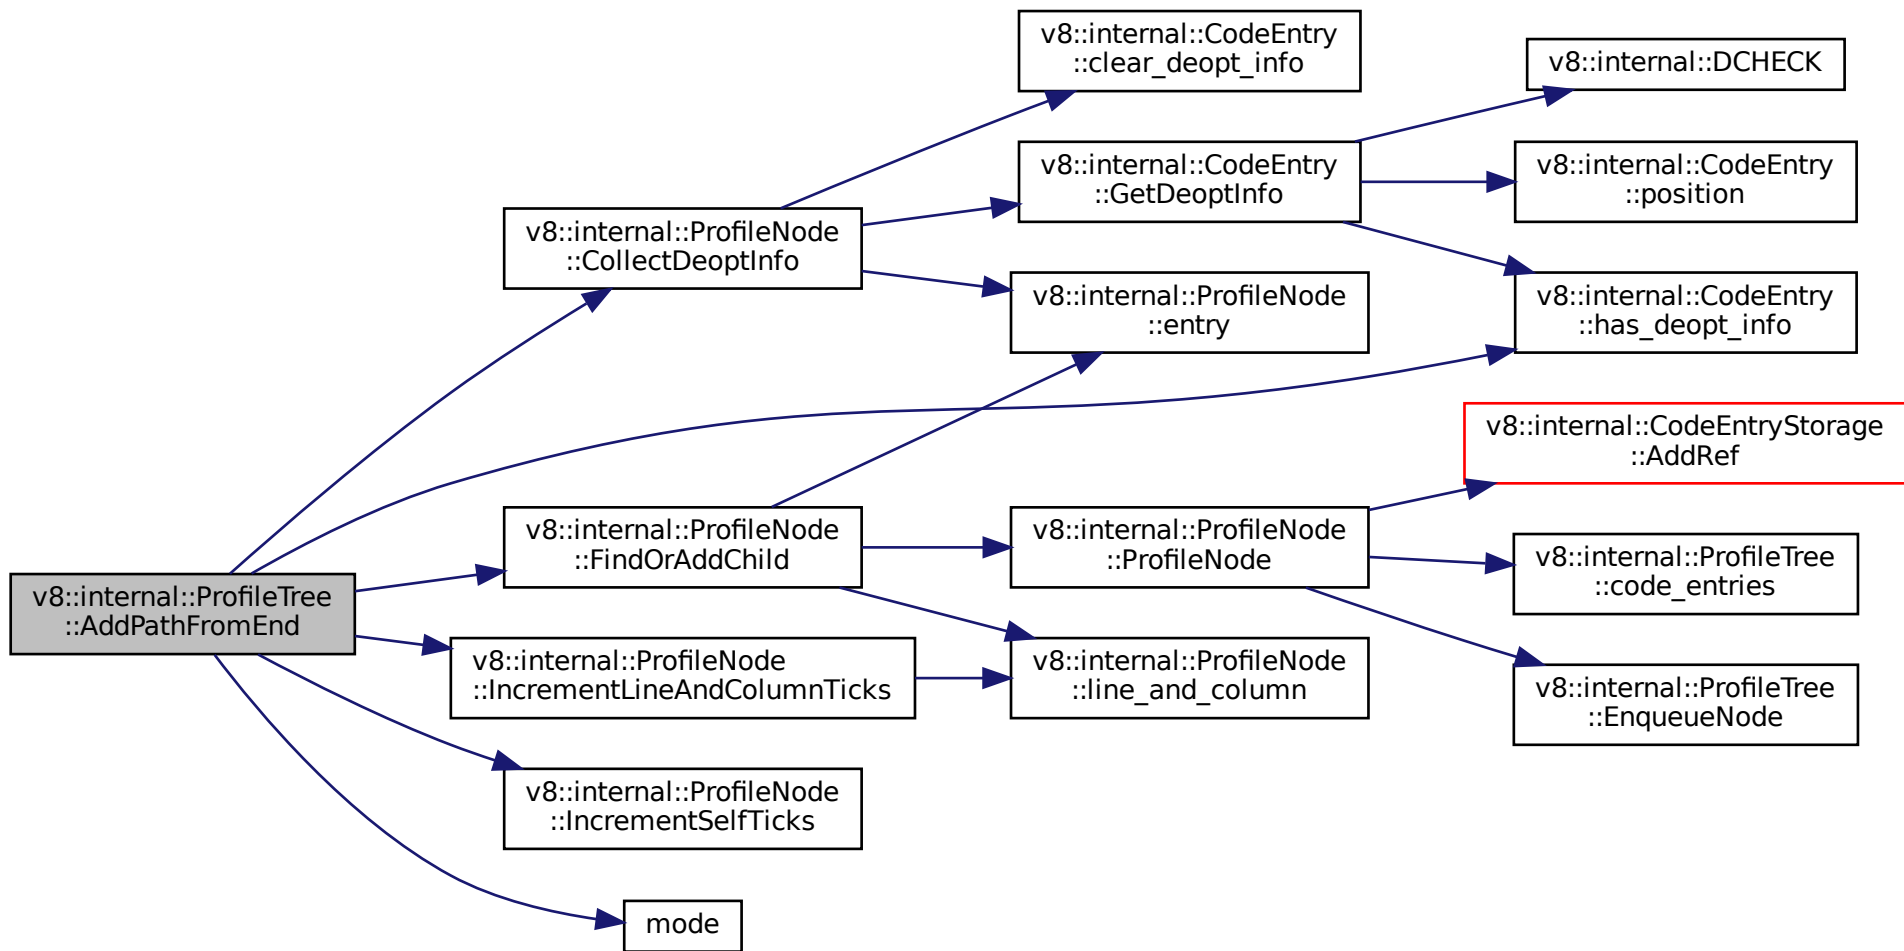 v8::internal::ProfileTree
::AddPathFromEnd
v8::internal::ProfileNode
::CollectDeoptInfo
v8::internal::CodeEntry
::clear_deopt_info
v8::internal::CodeEntry
::GetDeoptInfo
v8::internal::DCHECK
v8::internal::CodeEntry
::position
v8::internal::CodeEntry
::has_deopt_info
v8::internal::ProfileNode
::entry
v8::internal::ProfileNode
::FindOrAddChild
v8::internal::ProfileNode
::ProfileNode
v8::internal::CodeEntryStorage
::AddRef
v8::internal::ProfileTree
::code_entries
v8::internal::ProfileTree
::EnqueueNode
v8::internal::ProfileNode
::line_and_column
v8::internal::ProfileNode
::IncrementLineAndColumnTicks
v8::internal::ProfileNode
::IncrementSelfTicks
mode